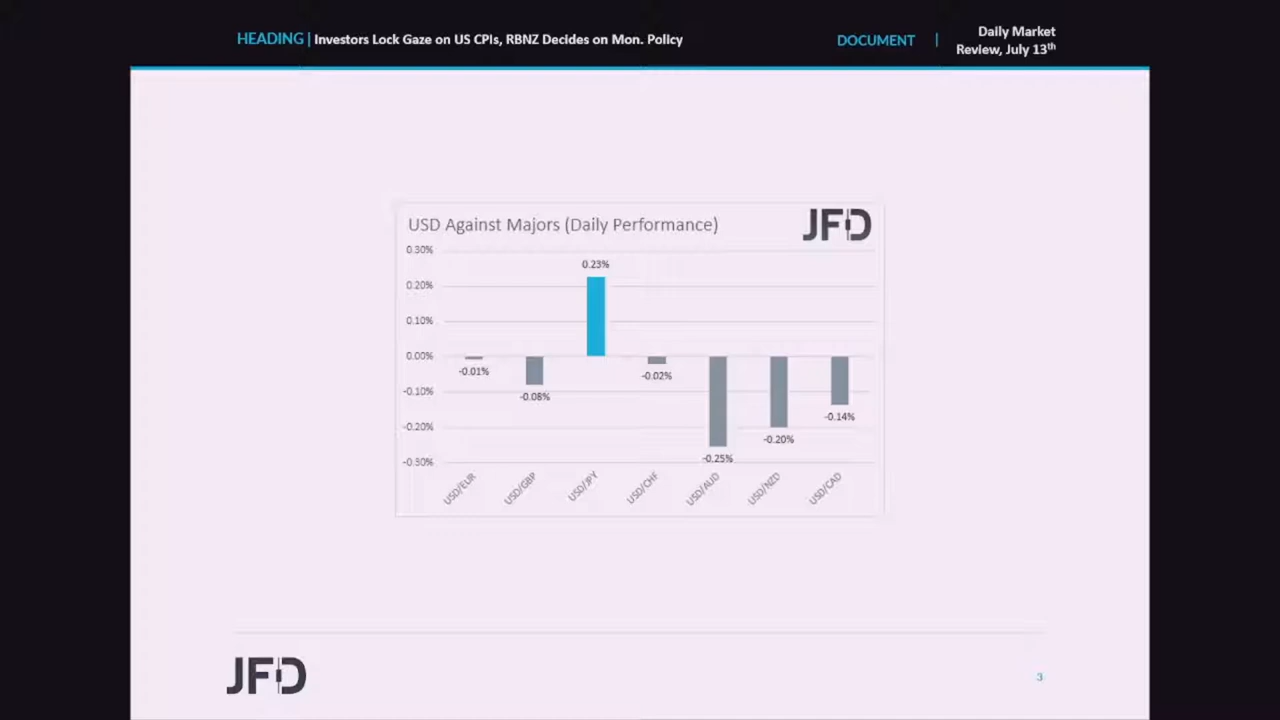 HEADING | Investors Lock Gaze on US CPIs, RBNZ Decides on Mon. Policy
DOCUMENT |
Daily Market
Review, July 13th
USD Against Majors (Daily Performance)
JFD
0.30%
0.23%
0.20%
0.10%
0.00%
-0.01%
-0.02%
-0.08%
-0.10%
-0.14%
-0.20%
-0.20%
-0.25%
-0.30%
USD/EUR
USD/GBP
USD/JPY
USD/CHF
USD/AUD
USD/NZD
USD/CAD
JFD
3